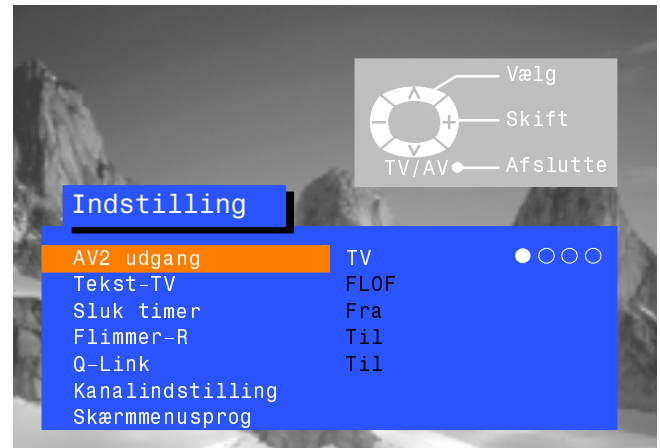 Vælg
Skift
TV/AV Afslutte
Indstilling
AV2 udgang TV
Tekst-TV FLOF
Sluk timer Fra
Flimmer-R Til
Q-Link Til
Kanalindstilling
Skærmmenusprog